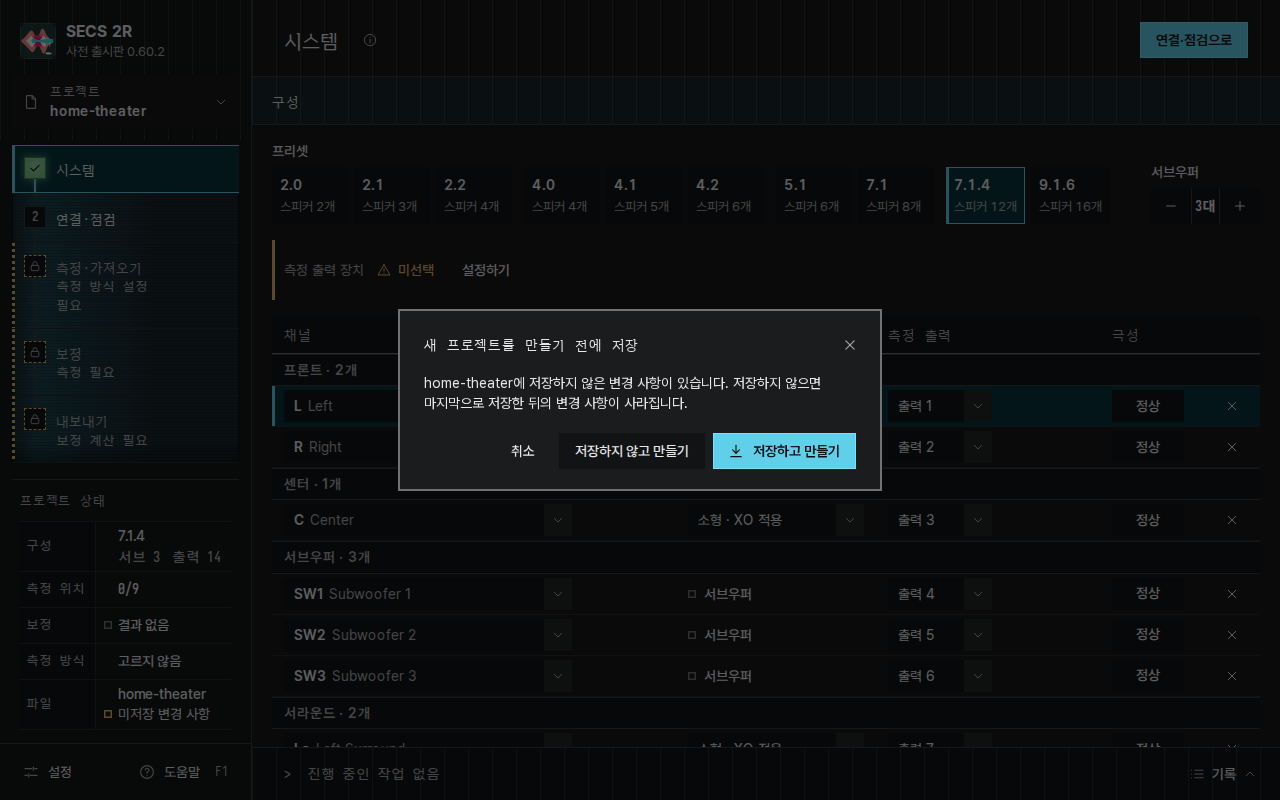 SECS 2R
사전 출시판 0.60.2
프로젝트
home-theater
시스템
2 연결·점검
측정·가져오기
측정 방식 설정
필요
보정
측정 필요
내보내기
보정 계산 필요
프로젝트 상태
구성 7.1.4
서브 3 출력 14
측정 위치 0/9
보정 결과 없음
측정 방식 고르지 않음
파일 home-theater
미저장 변경 사항
설정 도움말 F1
시스템
연결·점검으로
구성
프리셋
2.0
스피커 2개
2.1
스피커 3개
2.2
스피커 4개
4.0
스피커 4개
4.1
스피커 5개
4.2
스피커 6개
5.1
스피커 6개
7.1
스피커 8개
7.1.4
스피커 12개
9.1.6
스피커 16개
서브우퍼
3대
측정 출력 장치 미선택 설정하기
채널 측정 출력 극성
프론트 · 2개
L Left 출력 1 정상
R Right 출력 2 정상
센터 · 1개
C Center 소형 · XO 적용 출력 3 정상
서브우퍼 · 3개
SW1 Subwoofer 1 서브우퍼 출력 4 정상
SW2 Subwoofer 2 서브우퍼 출력 5 정상
SW3 Subwoofer 3 서브우퍼 출력 6 정상
서라운드 · 2개
새 프로젝트를 만들기 전에 저장
home-theater에 저장하지 않은 변경 사항이 있습니다. 저장하지 않으면
마지막으로 저장한 뒤의 변경 사항이 사라집니다.
취소 저장하지 않고 만들기 저장하고 만들기
> 진행 중인 작업 없음
기록